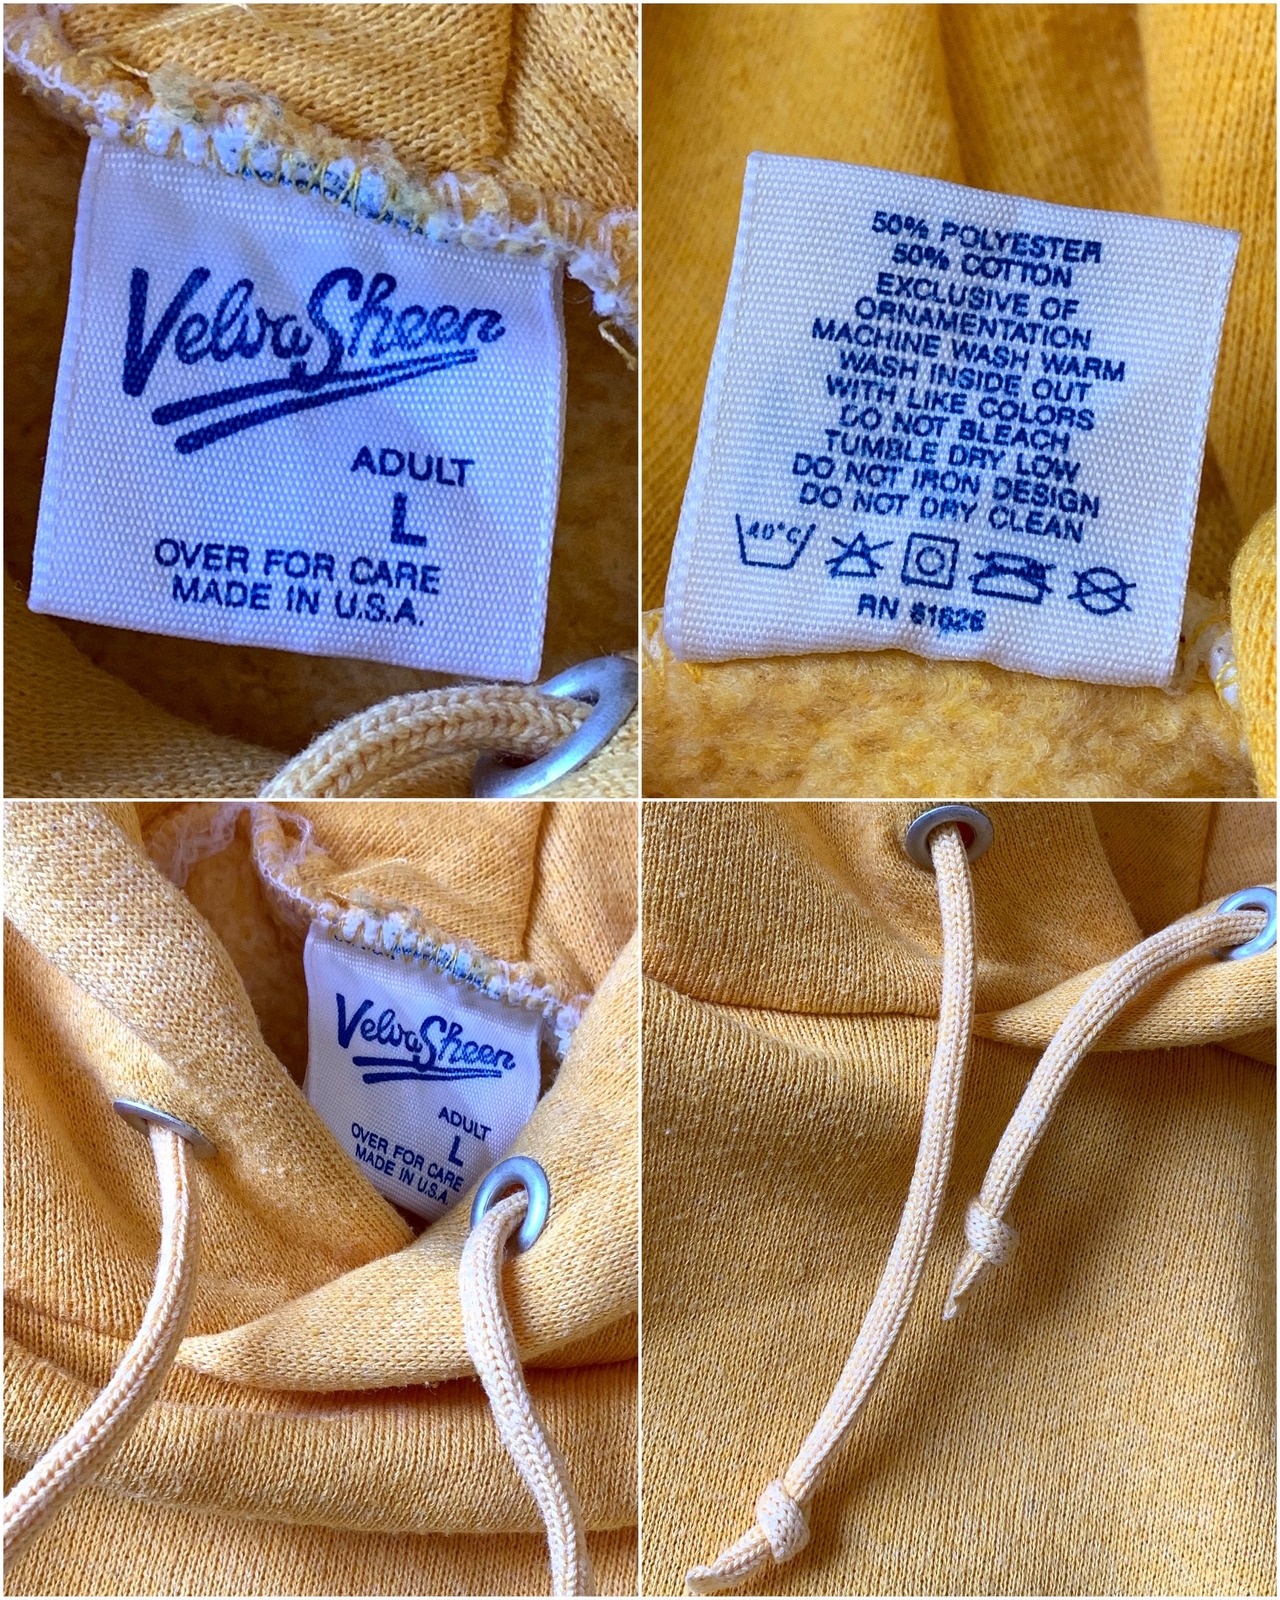 VelvaSheen
ADULT
L
OVER FOR CARE
MADE IN U.S.A.
50% POLYESTER
50% COTTON
EXCLUSIVE OF
ORNAMENTATION
MACHINE WASH WARM
WASH INSIDE OUT
WITH LIKE COLORS
DO NOT BLEACH
TUMBLE DRY LOW
DO NOT IRON DESIGN
DO NOT DRY CLEAN
40°C
RN 61626
VelvaSheen
ADULT
L
OVER FOR CARE
MADE IN U.S.A.